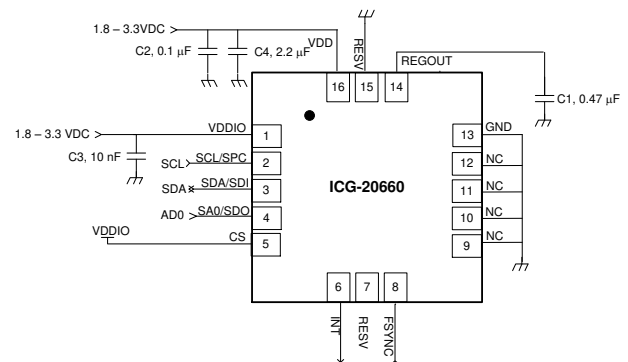 1.8 – 3.3VDC
C2, 0.1 µF
C4, 2.2 µF
VDD
RESV
REGOUT
C1, 0.47 µF
16
15
14
1.8 – 3.3 VDC
C3, 10 nF
VDDIO
1
13
GND
SCL
SCL/SPC
2
12
NC
SDA
SDA/SDI
3
ICG-20660
11
NC
AD0
SA0/SDO
4
10
NC
VDDIO
CS
5
9
NC
6
7
8
INT
RESV
FSYNC